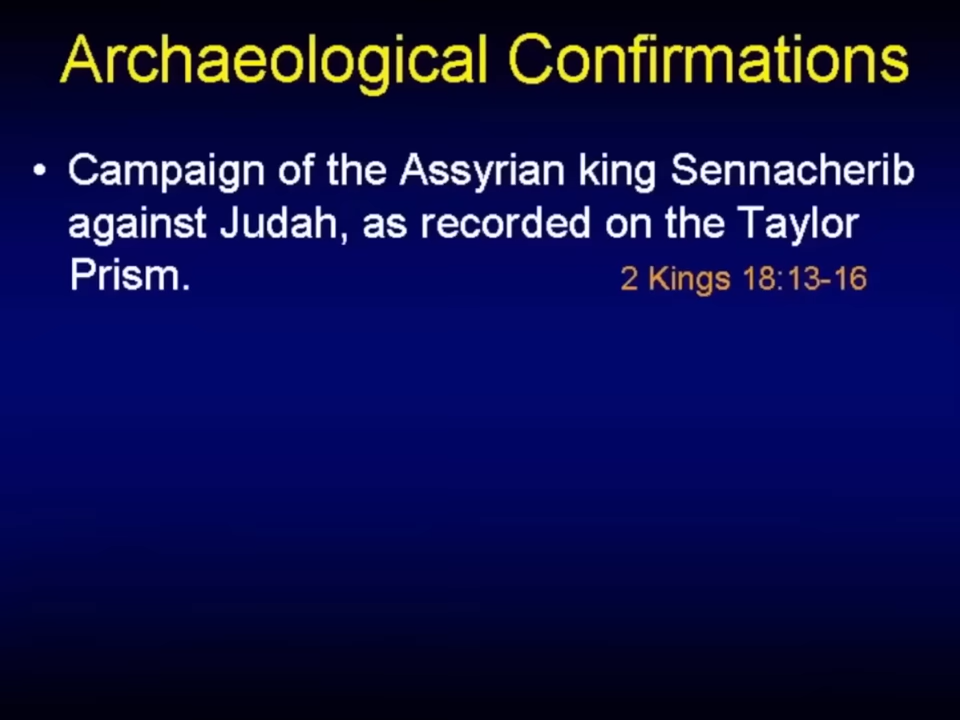 Archaeological Confirmations
• Campaign of the Assyrian king Sennacherib
against Judah, as recorded on the Taylor
Prism. 2 Kings 18:13-16